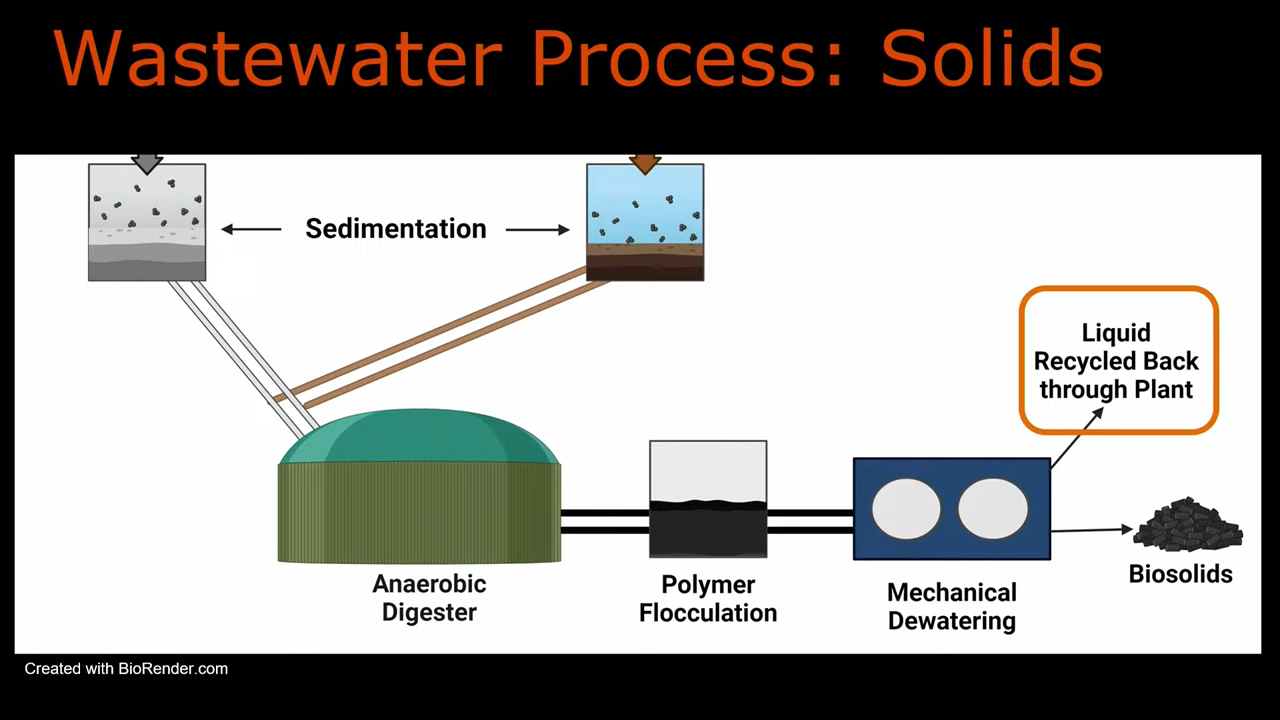 Wastewater Process: Solids
Sedimentation
Liquid
Recycled Back
through Plant
Anaerobic
Digester
Polymer
Flocculation
Mechanical
Dewatering
Biosolids
Created with BioRender.com